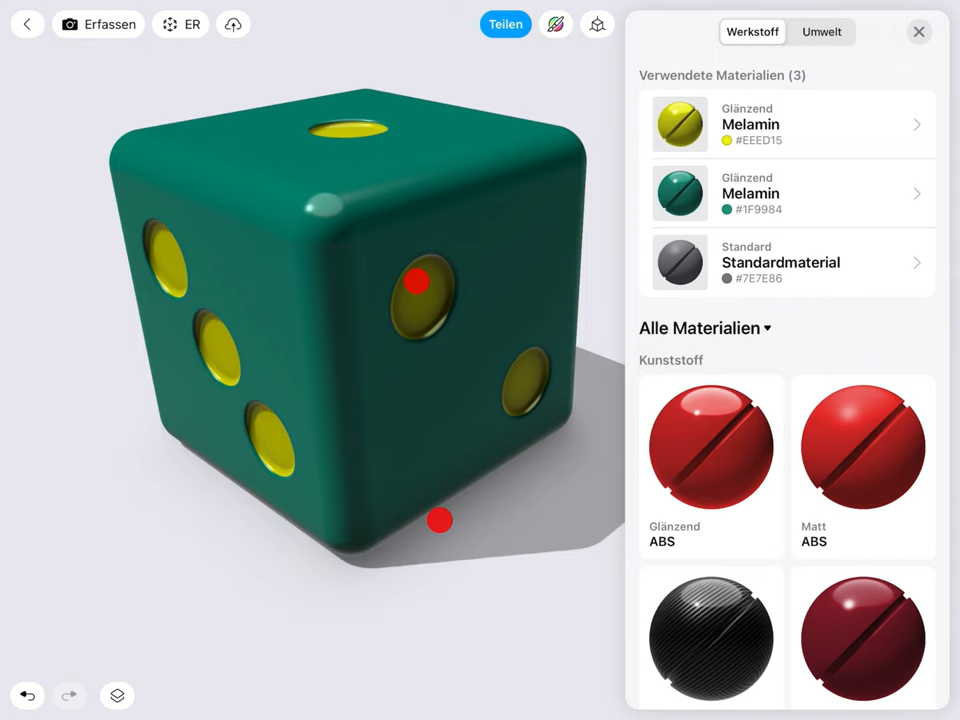 Erfassen
ER
Teilen
Werkstoff
Umwelt
Verwendete Materialien (3)
Glänzend
Melamin
#EEED15
Glänzend
Melamin
#1F9984
Standard
Standardmaterial
#7E7E86
Alle Materialien
Kunststoff
Glänzend
ABS
Matt
ABS